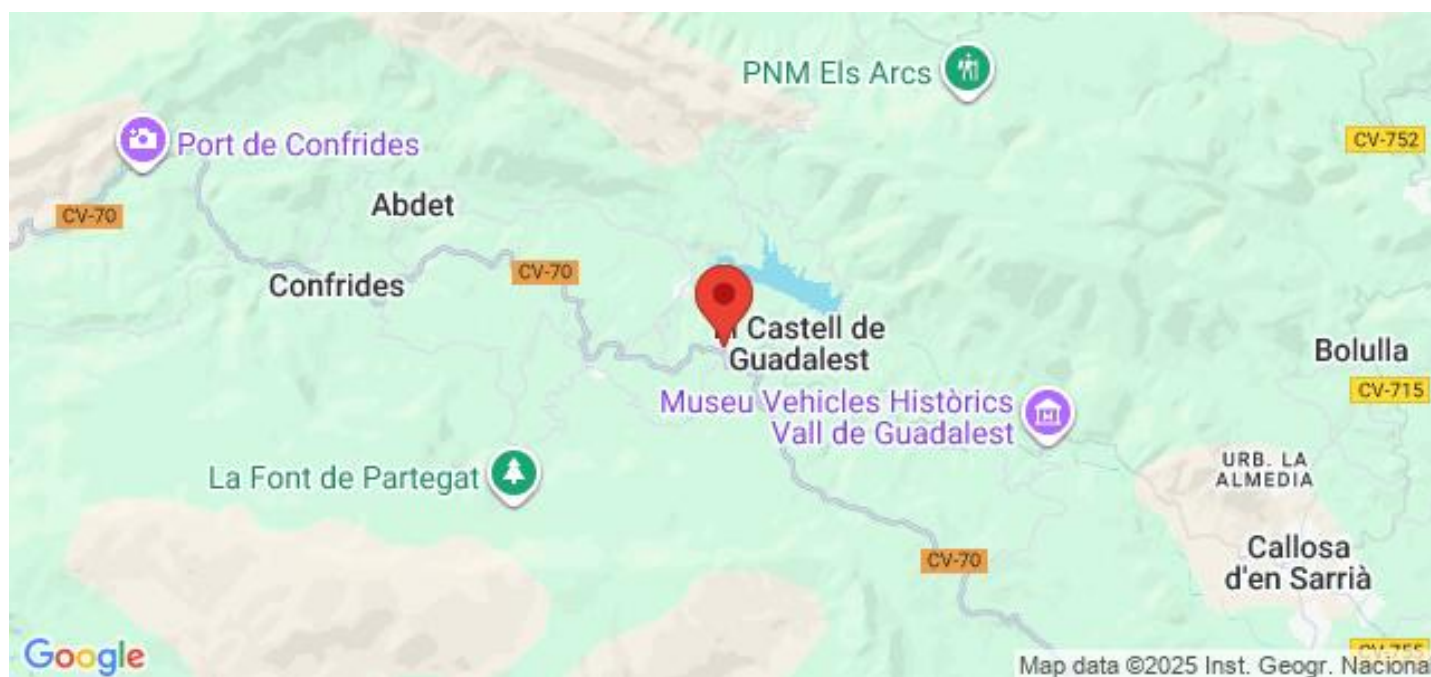 PNM Els Arcs
CV-752
Port de Confrides
Abdet
CV-70
CV-70
Confrides
Castell de
Guadalest
Bolulla
CV-715
Museu Vehicles Històrics
Vall de Guadalest
URB. LA
ALMEDIA
La Font de Partegat
Callosa
d'en Sarrià
CV-70
CV-755
Google
Map data ©2025 Inst. Geogr. Naciona